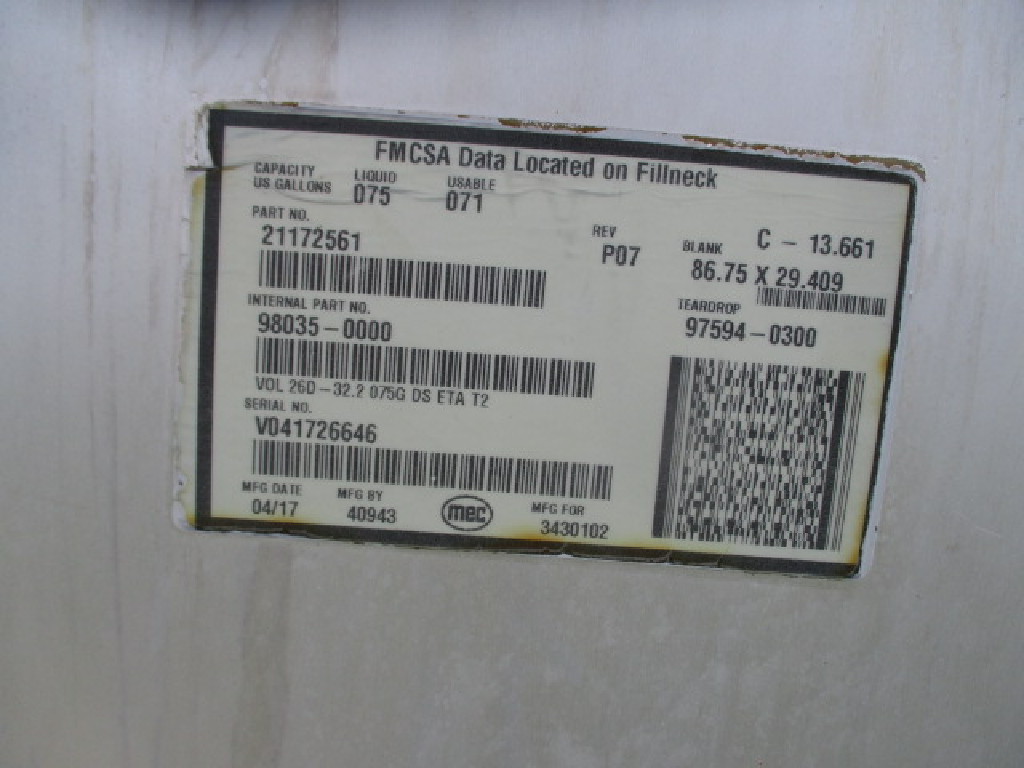 FMCSA Data Located on Fillneck
CAPACITY US GALLONS
LIQUID 075
USABLE 071
PART NO.
21172561
REV P07
BLANK
C - 13.661
86.75 X 29.409
INTERNAL PART NO.
98035-0000
TEARDROP
97594-0300
VOL 26D-32.2 075G DS ETA T2
SERIAL NO.
V041726646
MFG DATE 04/17
MFG BY 40943
mec
MFG FOR 3430102